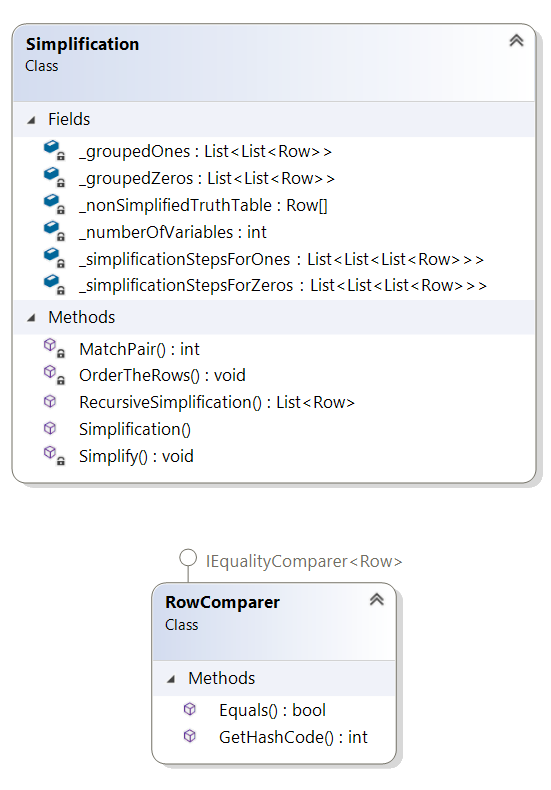 Simplification
Class
Fields
_groupedOnes : List<List<Row>>
_groupedZeros : List<List<Row>>
_nonSimplifiedTruthTable : Row[]
_numberOfVariables : int
_simplificationStepsForOnes : List<List<List<Row>>>
_simplificationStepsForZeros : List<List<List<Row>>>
Methods
MatchPair() : int
OrderTheRows() : void
RecursiveSimplification() : List<Row>
Simplification()
Simplify() : void
IEqualityComparer<Row>
RowComparer
Class
Methods
Equals() : bool
GetHashCode() : int